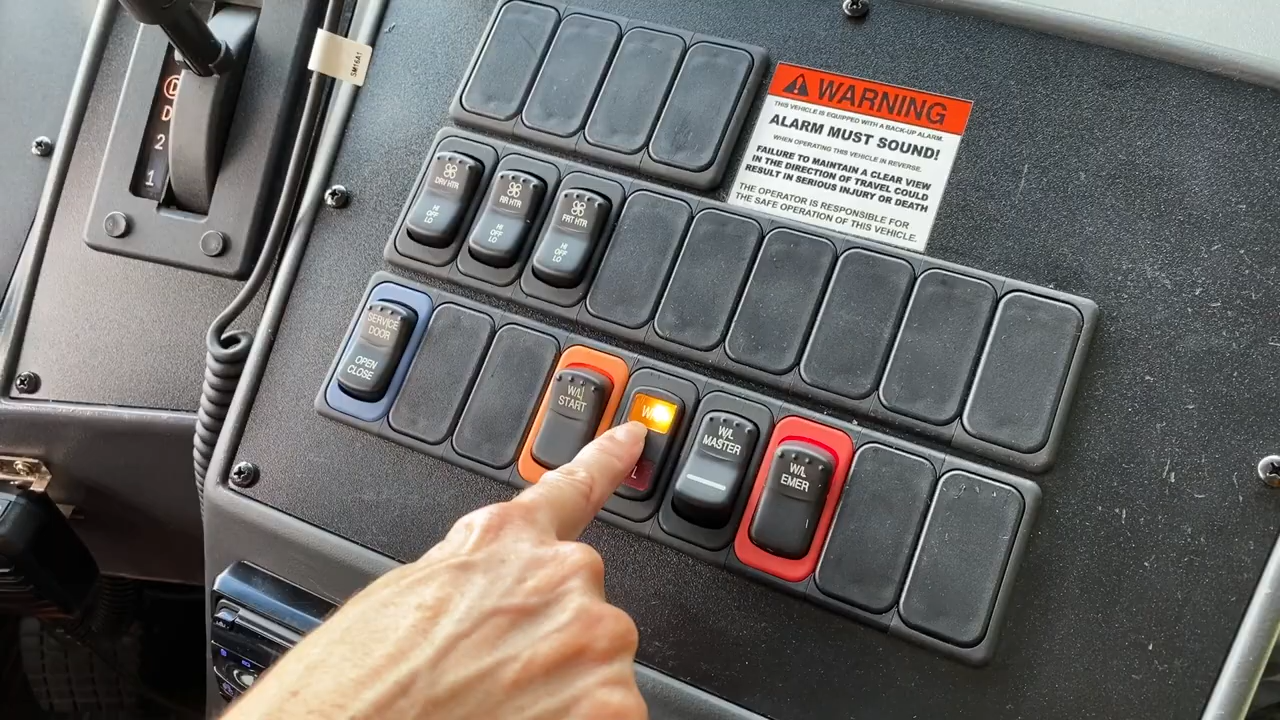 SM16A1
D
D
2
1
WARNING
THIS VEHICLE IS EQUIPPED WITH A BACK-UP ALARM.
ALARM MUST SOUND!
WHEN OPERATING THIS VEHICLE IN REVERSE.
FAILURE TO MAINTAIN A CLEAR VIEW
IN THE DIRECTION OF TRAVEL COULD
RESULT IN SERIOUS INJURY OR DEATH
THE OPERATOR IS RESPONSIBLE FOR
THE SAFE OPERATION OF THIS VEHICLE.
DRV HTR
HI
OFF
LO
RR HTR
HI
OFF
LO
FRT HTR
HI
OFF
LO
SERVICE
DOOR
OPEN
CLOSE
W/L
START
W/L
MASTER
W/L
EMER